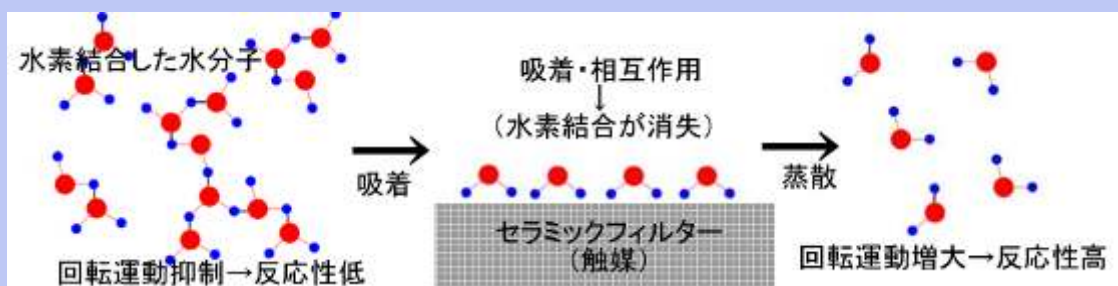 水素結合した水分子
回転運動抑制→反応性低
吸着
吸着・相互作用
↓
(水素結合が消失)
セラミックフィルター
(触媒)
蒸散
回転運動増大→反応性高